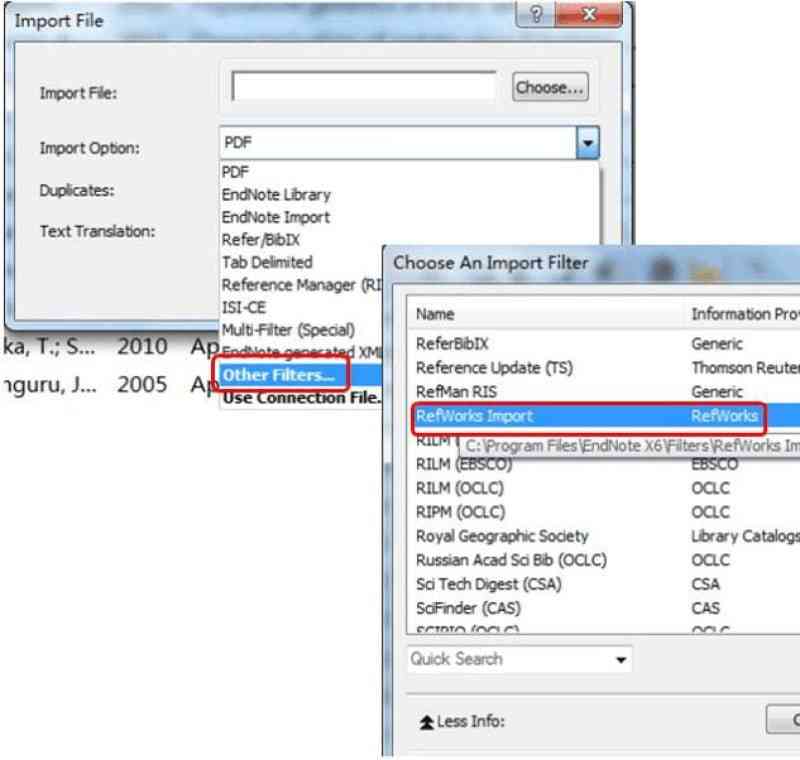 Import File
?
Import File:
Choose...
Import Option:
PDF
PDF
Duplicates:
EndNote Library
EndNote Import
Text Translation:
Refer/BibIX
Tab Delimited
Reference Manager (RI
ISI-CE
Multi-Filter (Special)
EndNote generated XML
Other Filters...
Use Connection File.
ka, T.; S... 2010 Ap
nguru, J... 2005 Ap
Choose An Import Filter
Name Information Prov
ReferBibIX Generic
Reference Update (TS) Thomson Reuter
RefMan RIS Generic
RefWorks Import RefWorks
RILM
C:\Program Files\EndNote X6\Filters\RefWorks Im
RILM (EBSCO) EBSCO
RILM (OCLC) OCLC
RIPM (OCLC) OCLC
Royal Geographic Society Library Catalogs
Russian Acad Sci Bib (OCLC) OCLC
Sci Tech Digest (CSA) CSA
SciFinder (CAS) CAS
SCIPIO (OCLC) OCLC
Quick Search
Less Info:
C